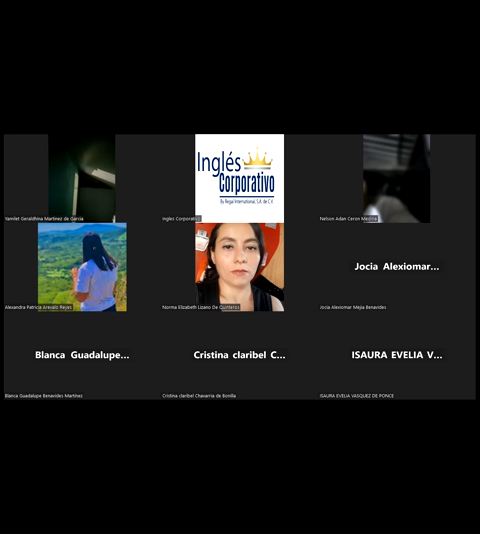 Inglés
Corporativo
By Regal International, S.A. de C.V.
Yamilet Geraldhina Martinez de Garcia
Ingles Corporativo
Nelson Adan Ceron Mestre
Jocia Alexiomar...
Alexandra Patricia Arevalo Reyes
Norma Elizabeth Lizano De Quinteros
Jocia Alexiomar Mejia Benavides
Blanca Guadalupe...
Cristina claribel C...
ISAURA EVELIA V...
Blanca Guadalupe Benavides Martinez
Cristina claribel Chavarria de Bonilla
ISAURA EVELIA VASQUEZ DE PONCE